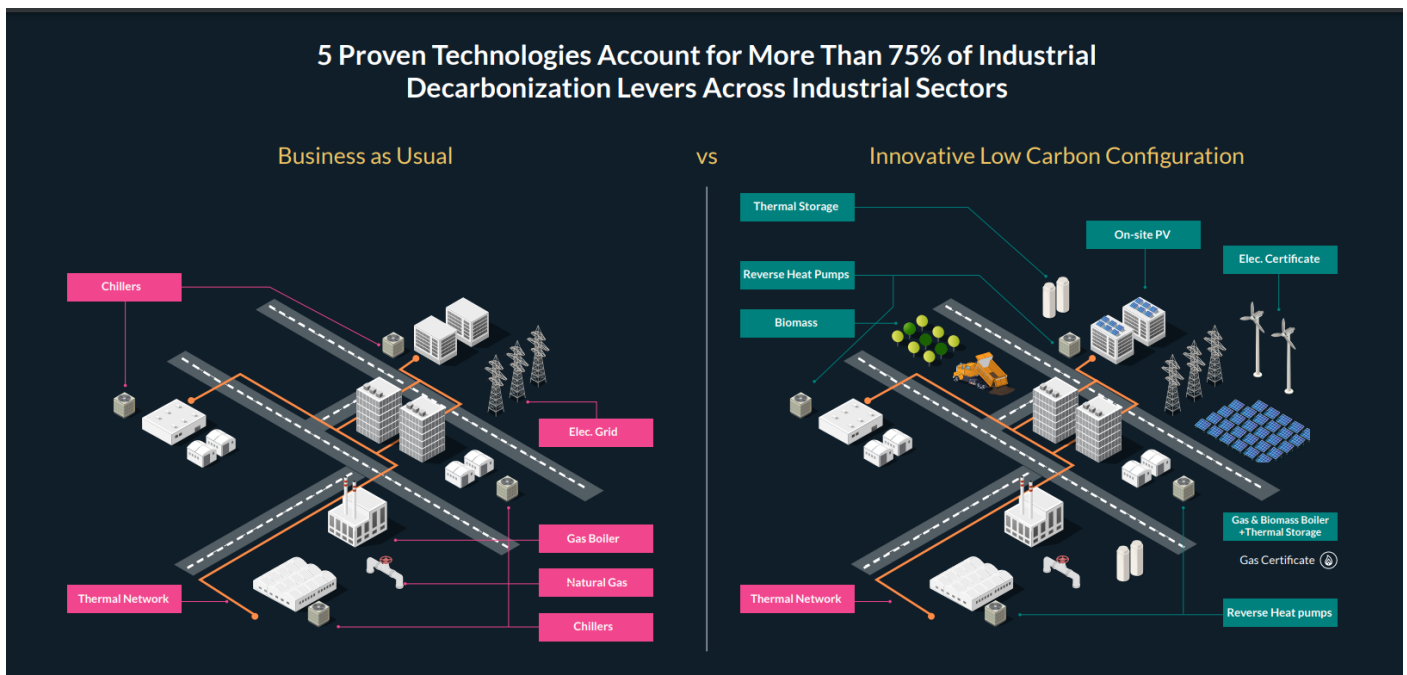 5 Proven Technologies Account for More Than 75% of Industrial
Decarbonization Levers Across Industrial Sectors
Business as Usual
vs
Innovative Low Carbon Configuration
Chillers
Elec. Grid
Gas Boiler
Natural Gas
Thermal Network
Chillers
Thermal Storage
On-site PV
Reverse Heat Pumps
Elec. Certificate
Biomass
Gas & Biomass Boiler
+Thermal Storage
Gas Certificate
Thermal Network
Reverse Heat pumps